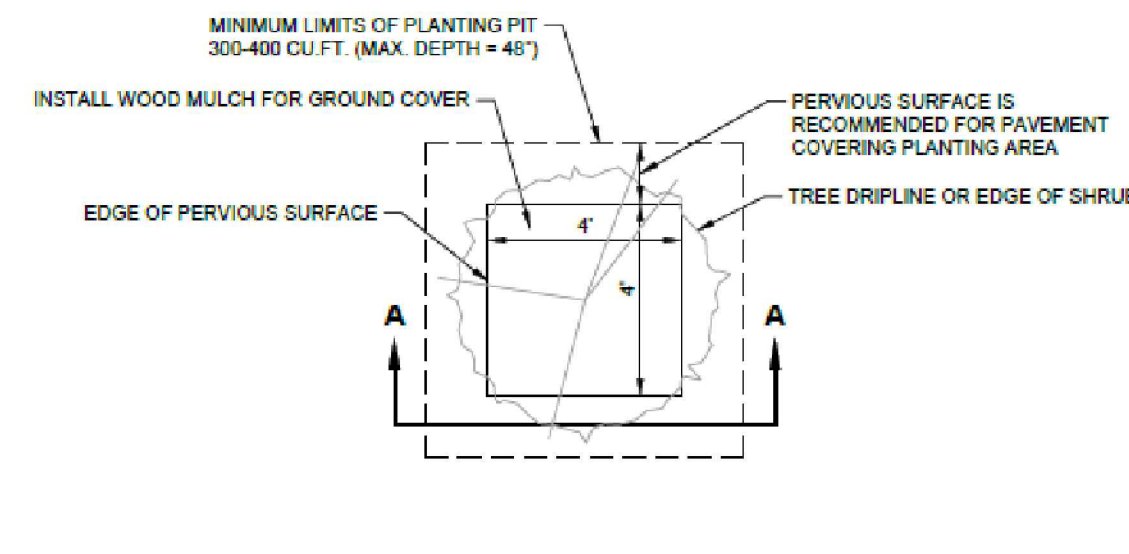 MINIMUM LIMITS OF PLANTING PIT
300-400 CU.FT. (MAX. DEPTH = 48")
INSTALL WOOD MULCH FOR GROUND COVER
PERVIOUS SURFACE IS
RECOMMENDED FOR PAVEMENT
COVERING PLANTING AREA
TREE DRIPLINE OR EDGE OF SHRUB
EDGE OF PERVIOUS SURFACE
4'
4'
A
A